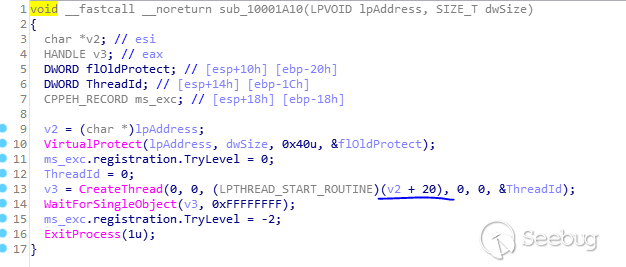 1 void __fastcall __noreturn sub_10001A10(LPVOID lpAddress, SIZE_T dwSize)
2 {
3 char *v2; // esi
4 HANDLE v3; // eax
5 DWORD flOldProtect; // [esp+10h] [ebp-20h]
6 DWORD ThreadId; // [esp+14h] [ebp-1Ch]
7 CPPEH_RECORD ms_exc; // [esp+18h] [ebp-18h]
8
9 v2 = (char *)lpAddress;
10 VirtualProtect(lpAddress, dwSize, 0x40u, &flOldProtect);
11 ms_exc.registration.TryLevel = 0;
12 ThreadId = 0;
13 v3 = CreateThread(0, 0, (LPTHREAD_START_ROUTINE)(v2 + 20), 0, 0, &ThreadId);
14 WaitForSingleObject(v3, 0xFFFFFFFF);
15 ms_exc.registration.TryLevel = -2;
16 ExitProcess(1u);
17 }
Seebug